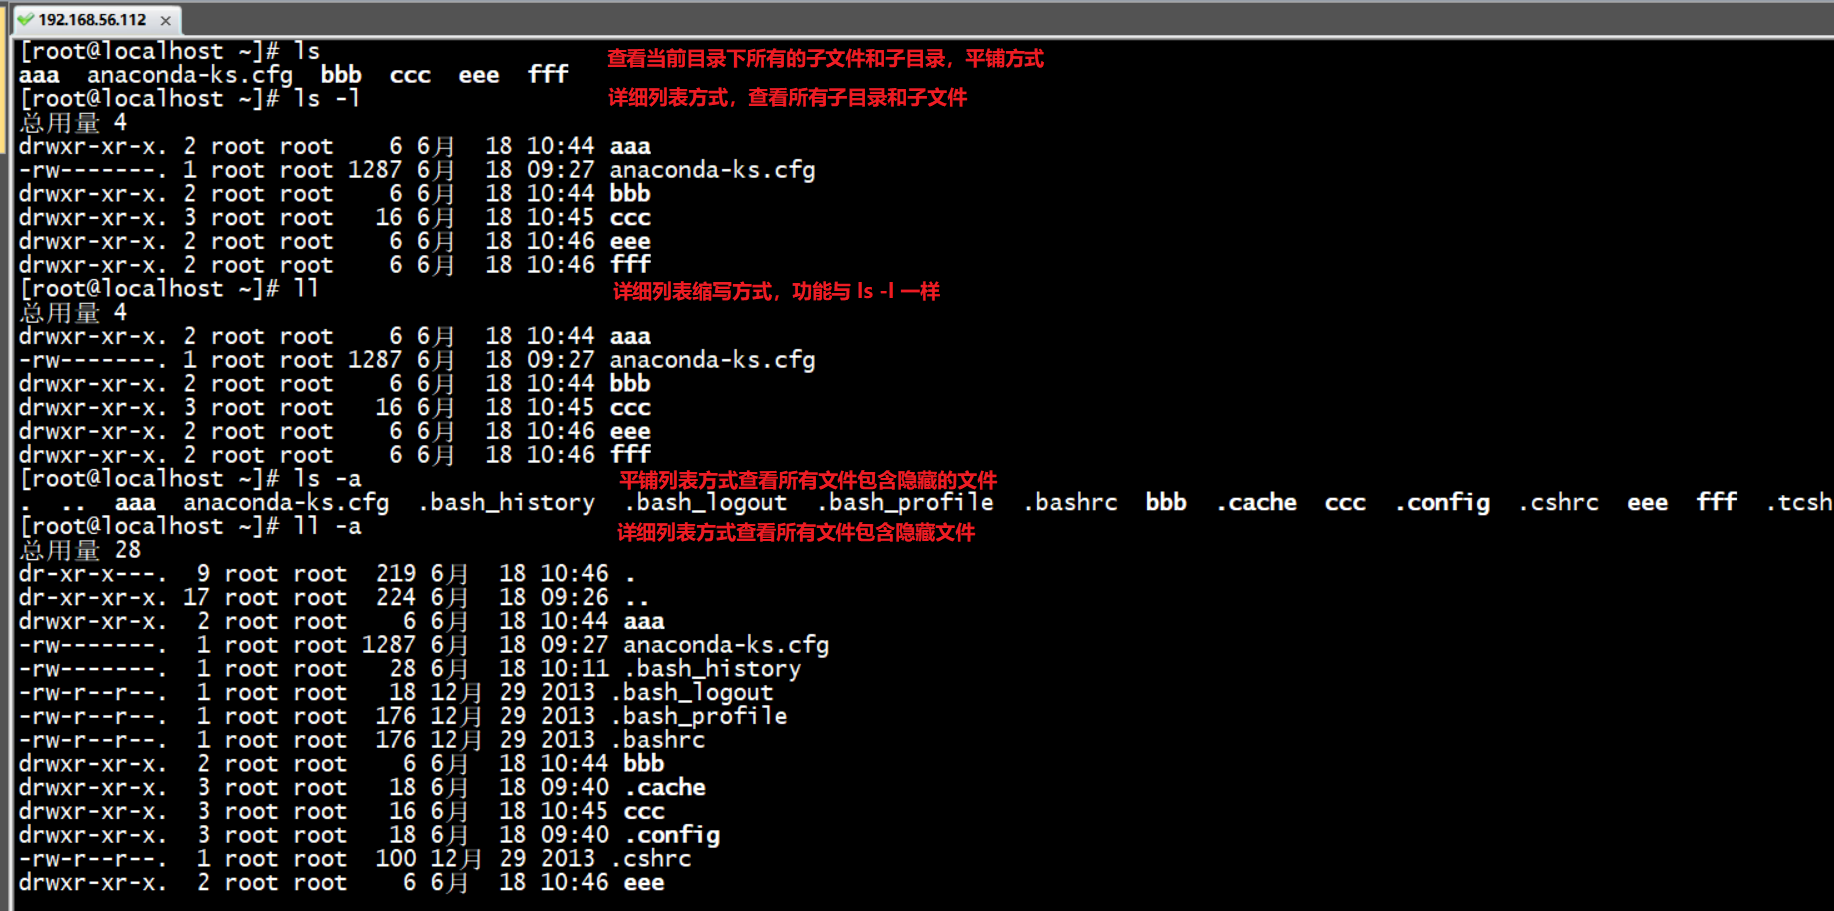 192.168.56.112 ×
[root@localhost ~]# ls 查看当前目录下所有的子文件和子目录，平铺方式
aaa anaconda-ks.cfg bbb ccc eee fff
[root@localhost ~]# ls -l 详细列表方式，查看所有子目录和子文件
总用量 4
drwxr-xr-x. 2 root root 6 6月 18 10:44 aaa
-rw-------. 1 root root 1287 6月 18 09:27 anaconda-ks.cfg
drwxr-xr-x. 2 root root 6 6月 18 10:44 bbb
drwxr-xr-x. 3 root root 16 6月 18 10:45 ccc
drwxr-xr-x. 2 root root 6 6月 18 10:46 eee
drwxr-xr-x. 2 root root 6 6月 18 10:46 fff
[root@localhost ~]# ll 详细列表缩写方式，功能与 ls -l 一样
总用量 4
drwxr-xr-x. 2 root root 6 6月 18 10:44 aaa
-rw-------. 1 root root 1287 6月 18 09:27 anaconda-ks.cfg
drwxr-xr-x. 2 root root 6 6月 18 10:44 bbb
drwxr-xr-x. 3 root root 16 6月 18 10:45 ccc
drwxr-xr-x. 2 root root 6 6月 18 10:46 eee
drwxr-xr-x. 2 root root 6 6月 18 10:46 fff
[root@localhost ~]# ls -a 平铺列表方式查看所有文件包含隐藏的文件
. .. aaa anaconda-ks.cfg .bash_history .bash_logout .bash_profile .bashrc bbb .cache ccc .config .cshrc eee fff .tcsh
[root@localhost ~]# ll -a 详细列表方式查看所有文件包含隐藏文件
总用量 28
dr-xr-x---. 9 root root 219 6月 18 10:46 .
dr-xr-xr-x. 17 root root 224 6月 18 09:26 ..
drwxr-xr-x. 2 root root 6 6月 18 10:44 aaa
-rw-------. 1 root root 1287 6月 18 09:27 anaconda-ks.cfg
-rw-------. 1 root root 28 6月 18 10:11 .bash_history
-rw-r--r--. 1 root root 18 12月 29 2013 .bash_logout
-rw-r--r--. 1 root root 176 12月 29 2013 .bash_profile
-rw-r--r--. 1 root root 176 12月 29 2013 .bashrc
drwxr-xr-x. 2 root root 6 6月 18 10:44 bbb
drwxr-xr-x. 3 root root 18 6月 18 09:40 .cache
drwxr-xr-x. 3 root root 16 6月 18 10:45 ccc
drwxr-xr-x. 3 root root 18 6月 18 09:40 .config
-rw-r--r--. 1 root root 100 12月 29 2013 .cshrc
drwxr-xr-x. 2 root root 6 6月 18 10:46 eee